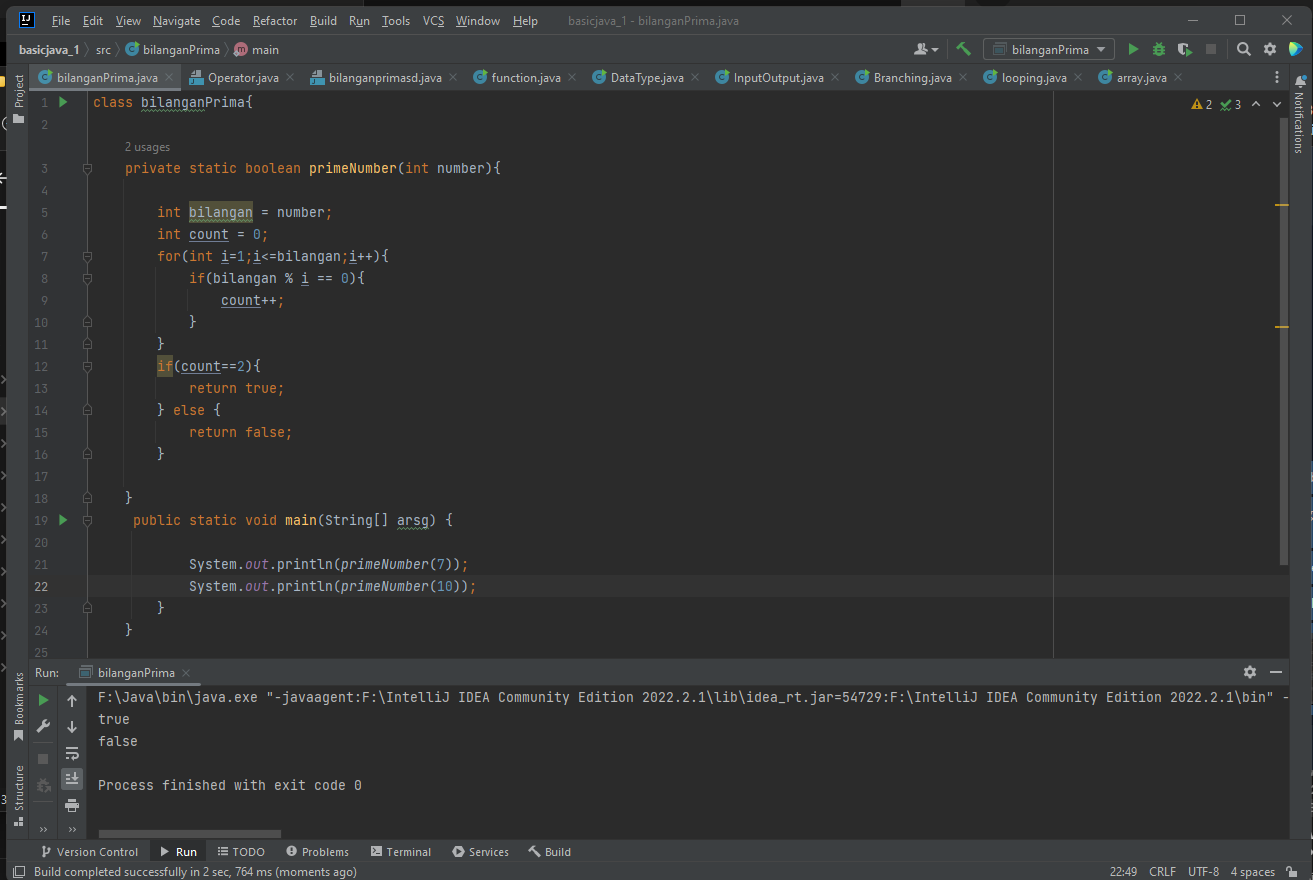 File Edit View Navigate Code Refactor Build Run Tools VCS Window Help basicjava_1 - bilanganPrima.java
basicjava_1 src bilanganPrima main bilanganPrima
bilanganPrima.java Operator.java bilanganprimasd.java function.java DataType.java InputOutput.java Branching.java looping.java array.java
Project
Notifications
2 3
1 class bilanganPrima{
2
2 usages
3 private static boolean primeNumber(int number){
4
5 int bilangan = number;
6 int count = 0;
7 for(int i=1;i<=bilangan;i++){
8 if(bilangan % i == 0){
9 count++;
10 }
11 }
12 if(count==2){
13 return true;
14 } else {
15 return false;
16 }
17
18 }
19 public static void main(String[] arsg) {
20
21 System.out.println(primeNumber(7));
22 System.out.println(primeNumber(10));
23 }
24 }
25
Run: bilanganPrima
Bookmarks
Structure
F:\Java\bin\java.exe "-javaagent:F:\IntelliJ IDEA Community Edition 2022.2.1\lib\idea_rt.jar=54729:F:\IntelliJ IDEA Community Edition 2022.2.1\bin" -
true
false
Process finished with exit code 0
Version Control Run TODO Problems Terminal Services Build
Build completed successfully in 2 sec, 764 ms (moments ago) 22:49 CRLF UTF-8 4 spaces